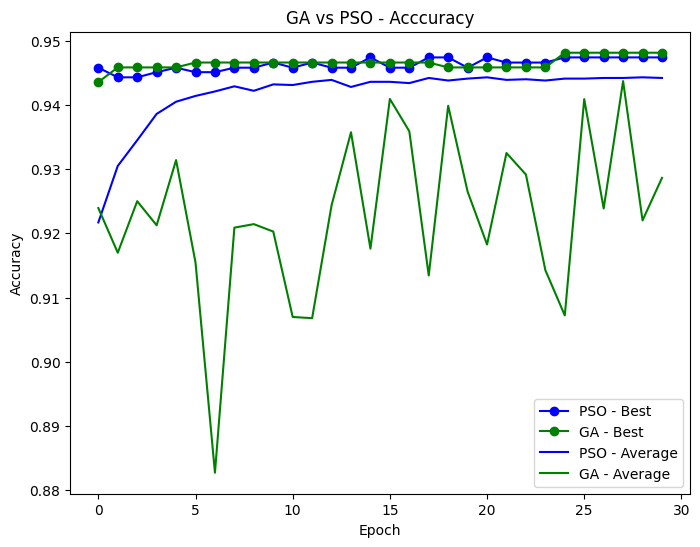 GA vs PSO - Acccuracy
0.95
0.94
0.93
0.92
0.91
0.90
0.89
0.88
Accuracy
0
5
10
15
20
25
30
Epoch
PSO - Best
GA - Best
PSO - Average
GA - Average